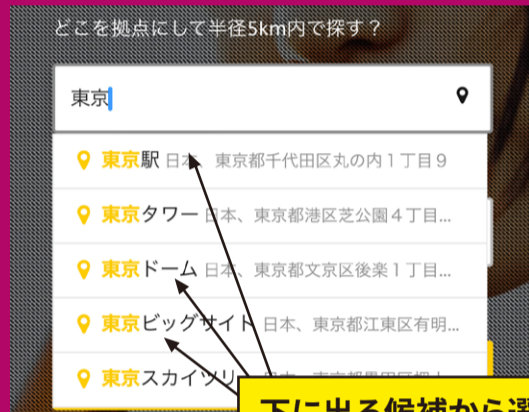 どこを拠点にして半径5km内で探す？
東京
東京駅 日本、東京都千代田区丸の内1丁目9
東京タワー 日本、東京都港区芝公園4丁目...
東京ドーム 日本、東京都文京区後楽1丁目...
東京ビッグサイト 日本、東京都江東区有明...
東京スカイツリー
下に出る候補から選